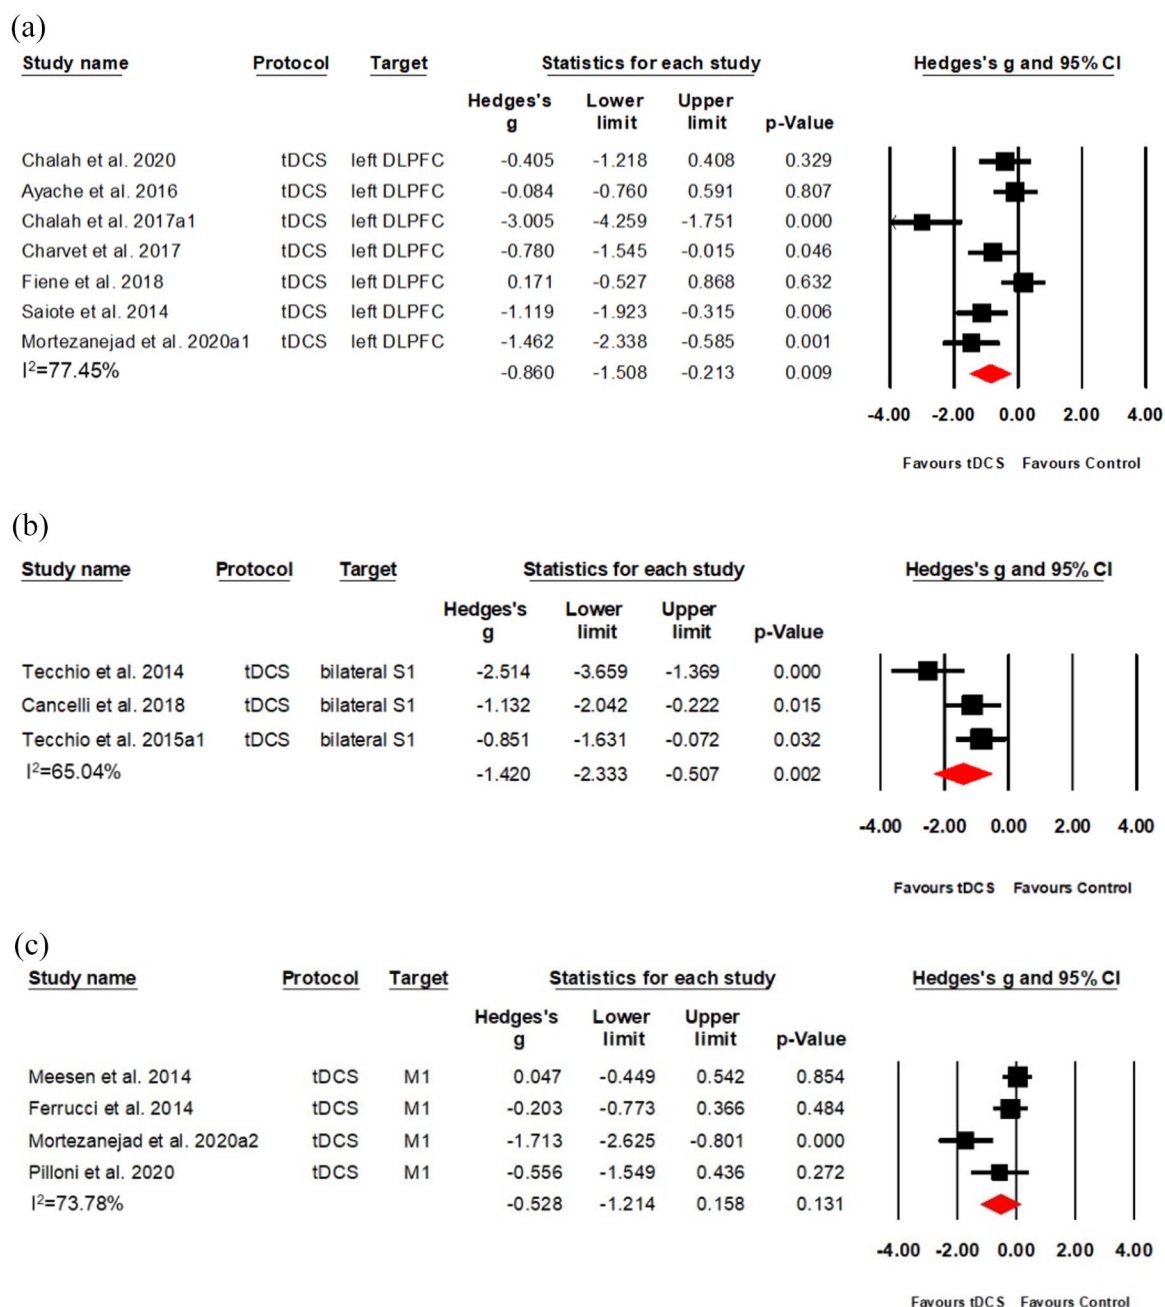 (a)
Study name Protocol Target Statistics for each study Hedges's g and 95% CI
Hedges's g Lower limit Upper limit p-Value
Chalah et al. 2020 tDCS left DLPFC -0.405 -1.218 0.408 0.329
Ayache et al. 2016 tDCS left DLPFC -0.084 -0.760 0.591 0.807
Chalah et al. 2017a1 tDCS left DLPFC -3.005 -4.259 -1.751 0.000
Charvet et al. 2017 tDCS left DLPFC -0.780 -1.545 -0.015 0.046
Fiene et al. 2018 tDCS left DLPFC 0.171 -0.527 0.868 0.632
Saiote et al. 2014 tDCS left DLPFC -1.119 -1.923 -0.315 0.006
Mortezanejad et al. 2020a1 tDCS left DLPFC -1.462 -2.338 -0.585 0.001
I²=77.45% -0.860 -1.508 -0.213 0.009
-4.00 -2.00 0.00 2.00 4.00
Favours tDCS Favours Control
(b)
Study name Protocol Target Statistics for each study Hedges's g and 95% CI
Hedges's g Lower limit Upper limit p-Value
Tecchio et al. 2014 tDCS bilateral S1 -2.514 -3.659 -1.369 0.000
Cancelli et al. 2018 tDCS bilateral S1 -1.132 -2.042 -0.222 0.015
Tecchio et al. 2015a1 tDCS bilateral S1 -0.851 -1.631 -0.072 0.032
I²=65.04% -1.420 -2.333 -0.507 0.002
-4.00 -2.00 0.00 2.00 4.00
Favours tDCS Favours Control
(c)
Study name Protocol Target Statistics for each study Hedges's g and 95% CI
Hedges's g Lower limit Upper limit p-Value
Meesen et al. 2014 tDCS M1 0.047 -0.449 0.542 0.854
Ferrucci et al. 2014 tDCS M1 -0.203 -0.773 0.366 0.484
Mortezanejad et al. 2020a2 tDCS M1 -1.713 -2.625 -0.801 0.000
Pilloni et al. 2020 tDCS M1 -0.556 -1.549 0.436 0.272
I²=73.78% -0.528 -1.214 0.158 0.131
-4.00 -2.00 0.00 2.00 4.00
Favours tDCS Favours Control